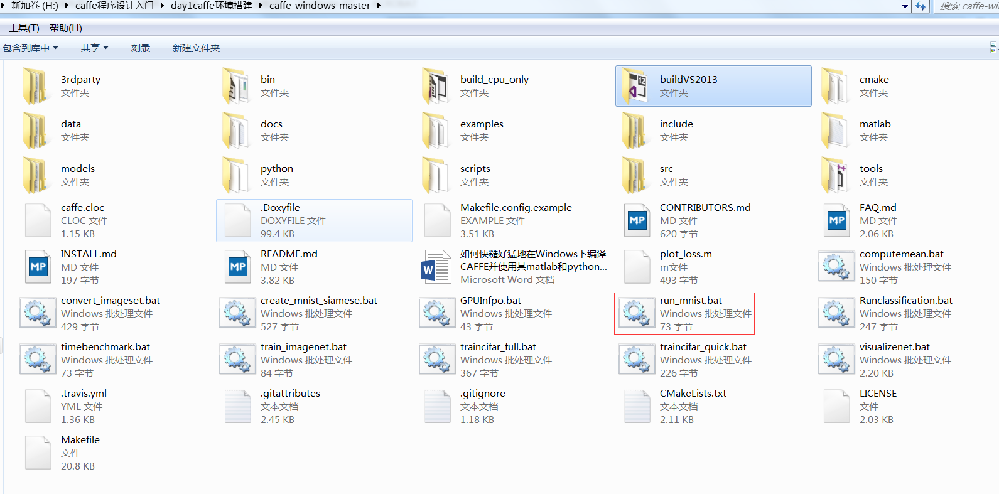 新加卷 (H:) ▸ caffe程序设计入门 ▸ day1caffe环境搭建 ▸ caffe-windows-master ▸
搜索 caffe-wi
工具(T) 帮助(H)
包含到库中 共享 刻录 新建文件夹
3rdparty
文件夹
bin
文件夹
build_cpu_only
文件夹
buildVS2013
文件夹
cmake
文件夹
data
文件夹
docs
文件夹
examples
文件夹
include
文件夹
matlab
文件夹
models
文件夹
python
文件夹
scripts
文件夹
src
文件夹
tools
文件夹
caffe.cloc
CLOC 文件
1.15 KB
.Doxyfile
DOXYFILE 文件
99.4 KB
Makefile.config.example
EXAMPLE 文件
3.51 KB
CONTRIBUTORS.md
MD 文件
620 字节
FAQ.md
MD 文件
2.06 KB
INSTALL.md
MD 文件
197 字节
README.md
MD 文件
3.82 KB
如何快糙好猛地在Windows下编译
CAFFE并使用其matlab和python...
Microsoft Word 文档
plot_loss.m
m文件
493 字节
computemean.bat
Windows 批处理文件
150 字节
convert_imageset.bat
Windows 批处理文件
429 字节
create_mnist_siamese.bat
Windows 批处理文件
527 字节
GPUInfpo.bat
Windows 批处理文件
43 字节
run_mnist.bat
Windows 批处理文件
73 字节
Runclassification.bat
Windows 批处理文件
247 字节
timebenchmark.bat
Windows 批处理文件
73 字节
train_imagenet.bat
Windows 批处理文件
84 字节
traincifar_full.bat
Windows 批处理文件
367 字节
traincifar_quick.bat
Windows 批处理文件
226 字节
visualizenet.bat
Windows 批处理文件
2.20 KB
.travis.yml
YML 文件
1.36 KB
.gitattributes
文本文档
2.45 KB
.gitignore
文本文档
1.18 KB
CMakeLists.txt
文本文档
2.11 KB
LICENSE
文件
2.03 KB
Makefile
文件
20.8 KB